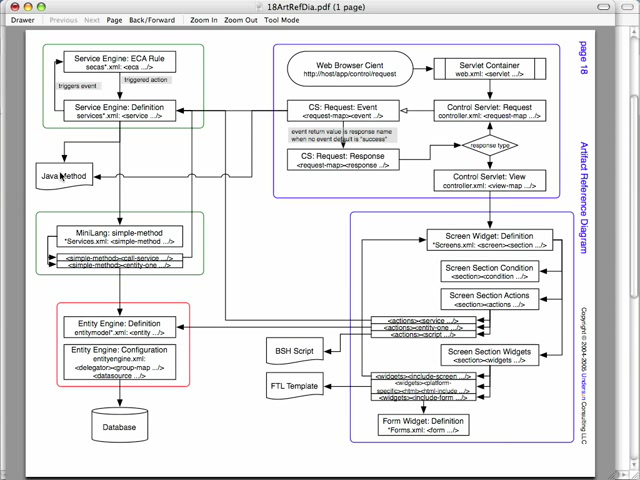 18ArtRefDia.pdf (1 page)
Drawer Previous Next Page Back/Forward Zoom In Zoom Out Tool Mode
Service Engine: ECA Rule
secas*.xml: <eca .../>
triggers event
triggered action
Service Engine: Definition
services*.xml: <service .../>
Java Method
MiniLang: simple-method
*Services.xml: <simple-method .../>
<simple-method><call-service .../>
<simple-method><entity-one .../>
Entity Engine: Definition
entitymodel*.xml: <entity .../>
Entity Engine: Configuration
entityengine.xml:
<delegator><group-map .../>
<datasource .../>
Database
Web Browser Client
http://host/app/control/request
Servlet Container
web.xml: <servlet .../>
CS: Request: Event
<request-map><event .../>
Control Servlet: Request
controller.xml: <request-map .../>
event return value is response name
when no event default is "success"
CS: Request: Response
<request-map><response .../>
response type
Control Servlet: View
controller.xml: <view-map .../>
Screen Widget: Definition
*Screens.xml: <screen><section .../>
Screen Section Condition
<section><condition .../>
Screen Section Actions
<section><actions .../>
<actions><service .../>
<actions><entity-one .../>
<actions><script .../>
BSH Script
Screen Section Widgets
<section><widgets .../>
FTL Template
<widgets><include-screen .../>
<widgets><platform-
specific><html><html-include .../>
<widgets><include-form .../>
Form Widget: Definition
*Forms.xml: <form .../>
page 18
Artifact Reference Diagram
Copyright © 2004-2006 Undersun Consulting LLC